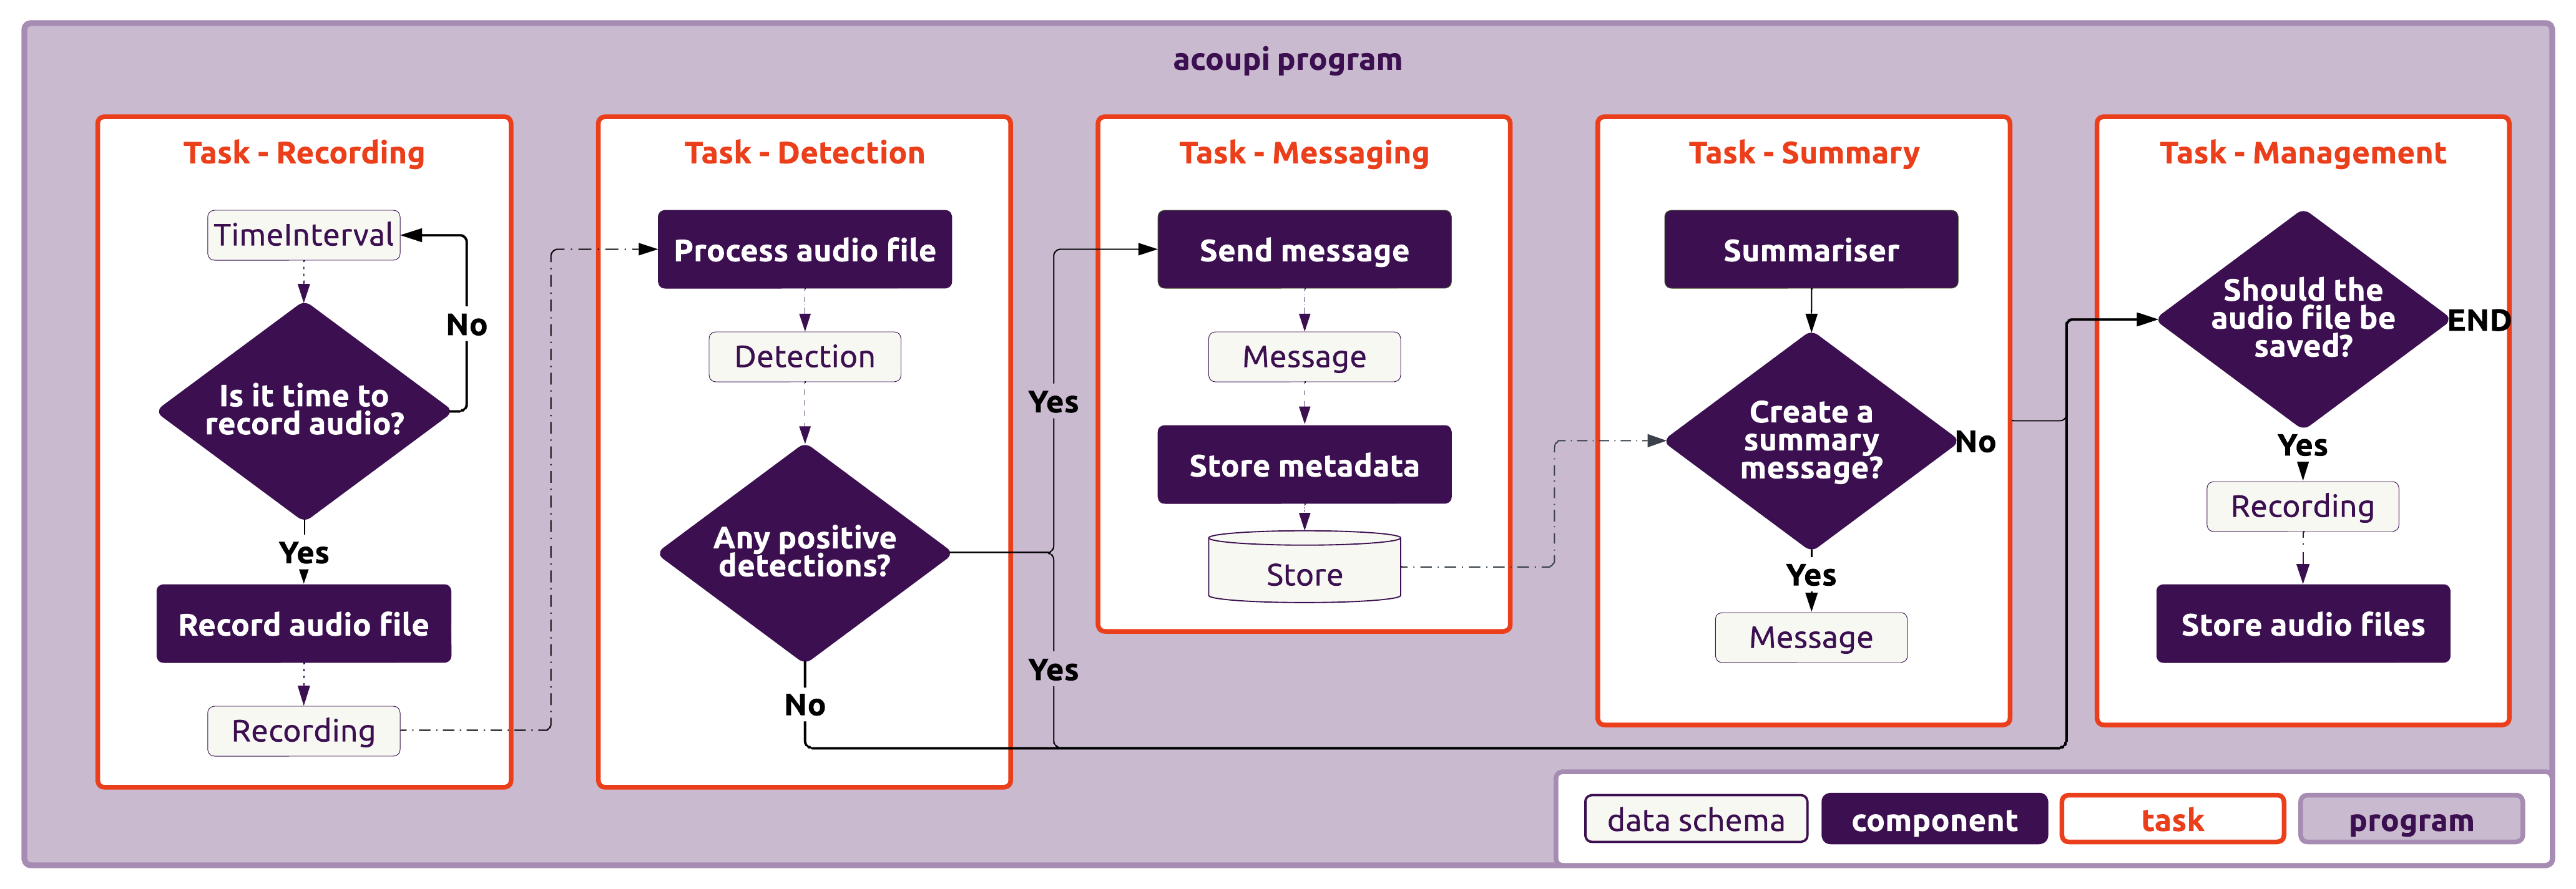 acoupi program
Task - Recording
TimeInterval
No
Is it time to
record audio?
Yes
Record audio file
Recording
Task - Detection
Process audio file
Detection
Any positive
detections?
No
Yes
Yes
Task - Messaging
Send message
Message
Store metadata
Store
Task - Summary
Summariser
Create a
summary
message?
No
Yes
Message
Task - Management
Should the
audio file be
saved?
END
Yes
Recording
Store audio files
data schema
component
task
program